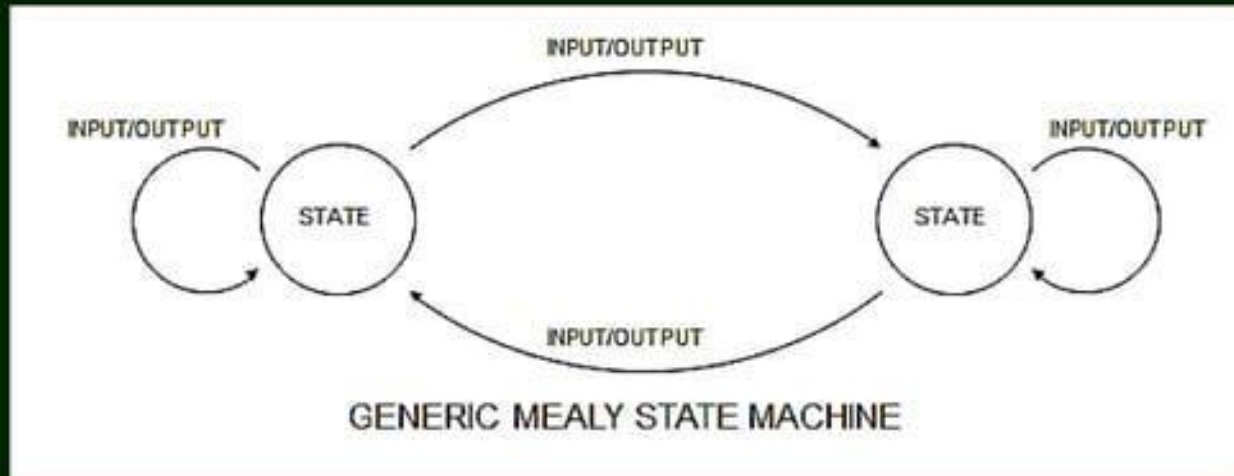 INPUT/OUTPUT
INPUT/OUTPUT
INPUT/OUTPUT
STATE
STATE
INPUT/OUTPUT
GENERIC MEALY STATE MACHINE